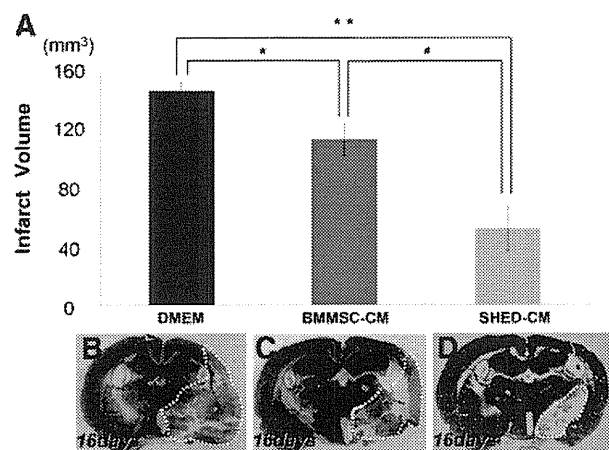 A
(mm³)
* *
* #
160
120
80
40
0
Infarct Volume
DMEM BMMSC-CM SHED-CM
B C D
16days 16days 16days